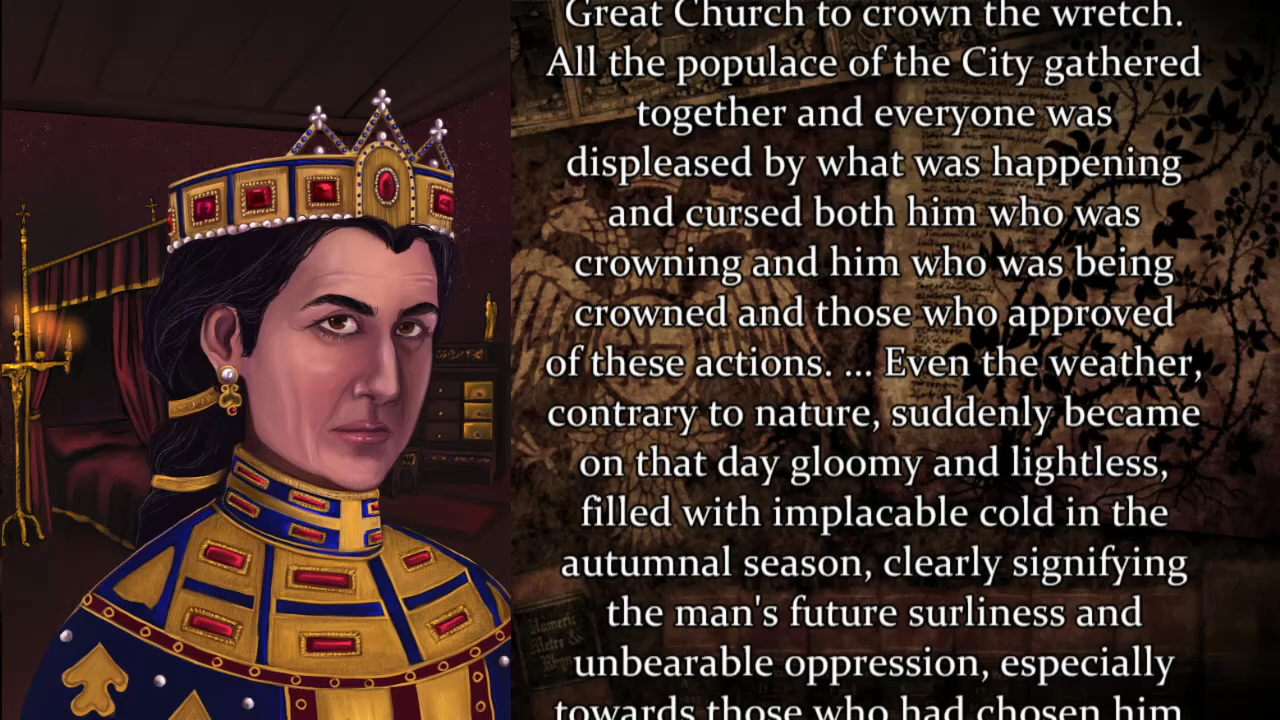 Great Church to crown the wretch.
All the populace of the City gathered
together and everyone was
displeased by what was happening
and cursed both him who was
crowning and him who was being
crowned and those who approved
of these actions. ... Even the weather,
contrary to nature, suddenly became
on that day gloomy and lightless,
filled with implacable cold in the
autumnal season, clearly signifying
the man's future surliness and
unbearable oppression, especially
towards those who had chosen him